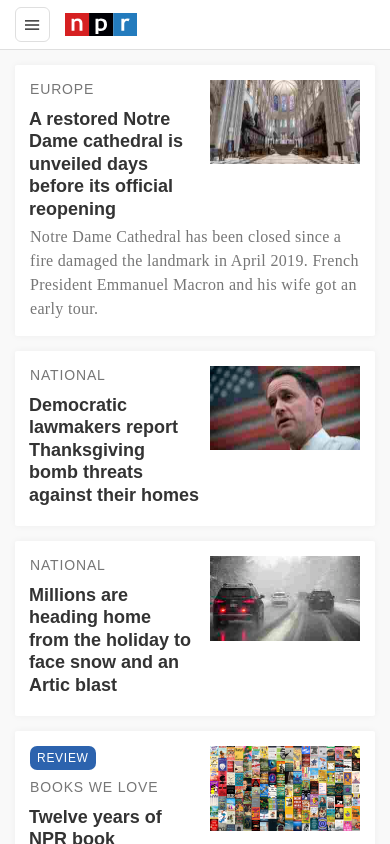 npr
EUROPE
A restored Notre
Dame cathedral is
unveiled days
before its official
reopening
Notre Dame Cathedral has been closed since a
fire damaged the landmark in April 2019. French
President Emmanuel Macron and his wife got an
early tour.
NATIONAL
Democratic
lawmakers report
Thanksgiving
bomb threats
against their homes
NATIONAL
Millions are
heading home
from the holiday to
face snow and an
Artic blast
REVIEW
BOOKS WE LOVE
Twelve years of
NPR book